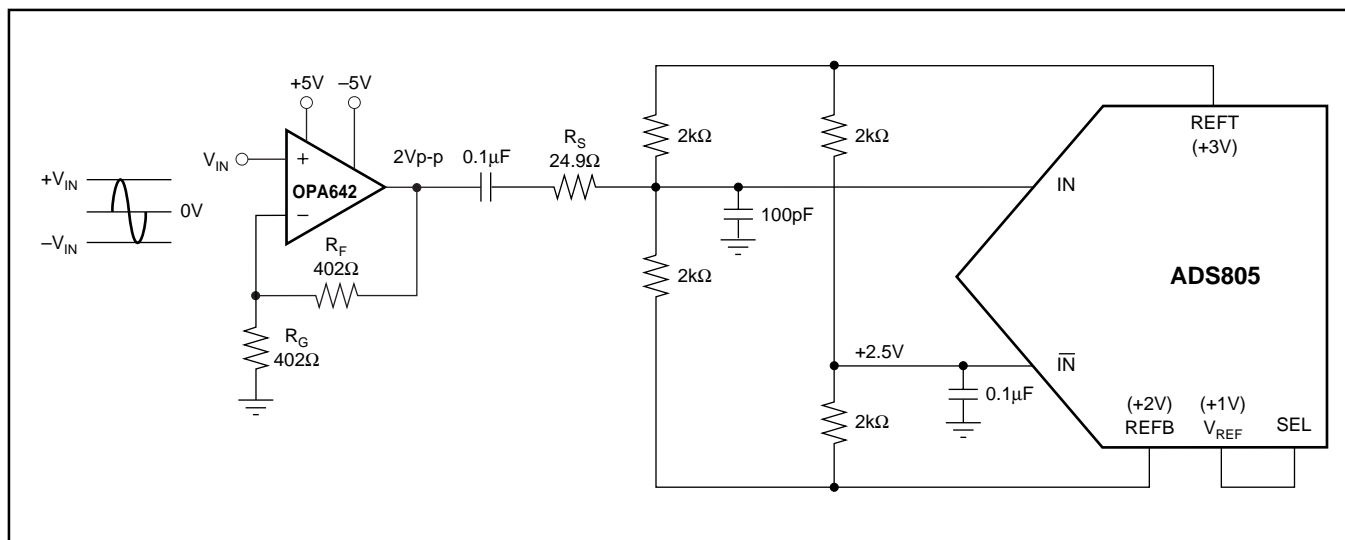 +5V
–5V
V_IN
+
–
OPA642
2Vp-p
0.1µF
R_S
24.9Ω
+V_IN
0V
–V_IN
R_F
402Ω
R_G
402Ω
2kΩ
2kΩ
100pF
2kΩ
+2.5V
0.1µF
2kΩ
REFT
(+3V)
IN
ADS805
I̅N̅
(+2V)
REFB
(+1V)
V_REF
SEL